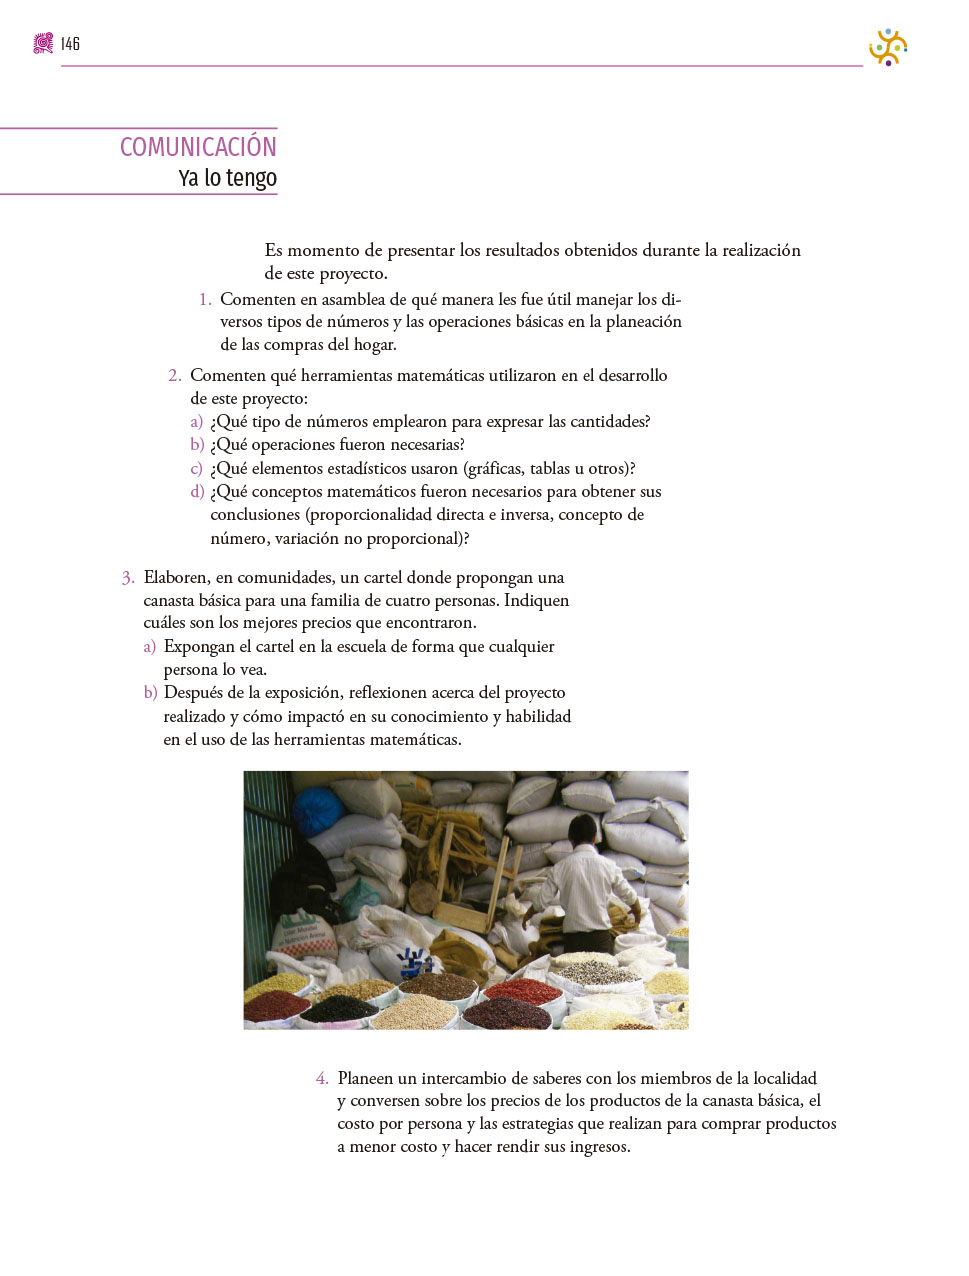 146
COMUNICACIÓN
Ya lo tengo
Es momento de presentar los resultados obtenidos durante la realización
de este proyecto.
1. Comenten en asamblea de qué manera les fue útil manejar los di-
versos tipos de números y las operaciones básicas en la planeación
de las compras del hogar.
2. Comenten qué herramientas matemáticas utilizaron en el desarrollo
de este proyecto:
a) ¿Qué tipo de números emplearon para expresar las cantidades?
b) ¿Qué operaciones fueron necesarias?
c) ¿Qué elementos estadísticos usaron (gráficas, tablas u otros)?
d) ¿Qué conceptos matemáticos fueron necesarios para obtener sus
conclusiones (proporcionalidad directa e inversa, concepto de
número, variación no proporcional)?
3. Elaboren, en comunidades, un cartel donde propongan una
canasta básica para una familia de cuatro personas. Indiquen
cuáles son los mejores precios que encontraron.
a) Expongan el cartel en la escuela de forma que cualquier
persona lo vea.
b) Después de la exposición, reflexionen acerca del proyecto
realizado y cómo impactó en su conocimiento y habilidad
en el uso de las herramientas matemáticas.
Líder Mundial
en Nutrición Animal
4. Planeen un intercambio de saberes con los miembros de la localidad
y conversen sobre los precios de los productos de la canasta básica, el
costo por persona y las estrategias que realizan para comprar productos
a menor costo y hacer rendir sus ingresos.